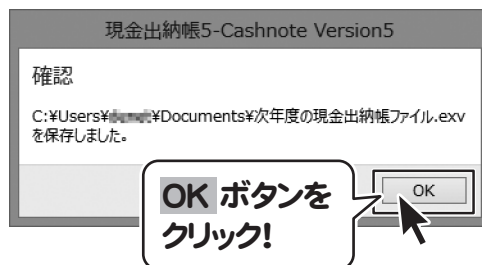 現金出納帳5-Cashnote Version5
確認
C:¥Users¥ ¥Documents¥次年度の現金出納帳ファイル.exv
を保存しました。
OK ボタンを
クリック!
OK